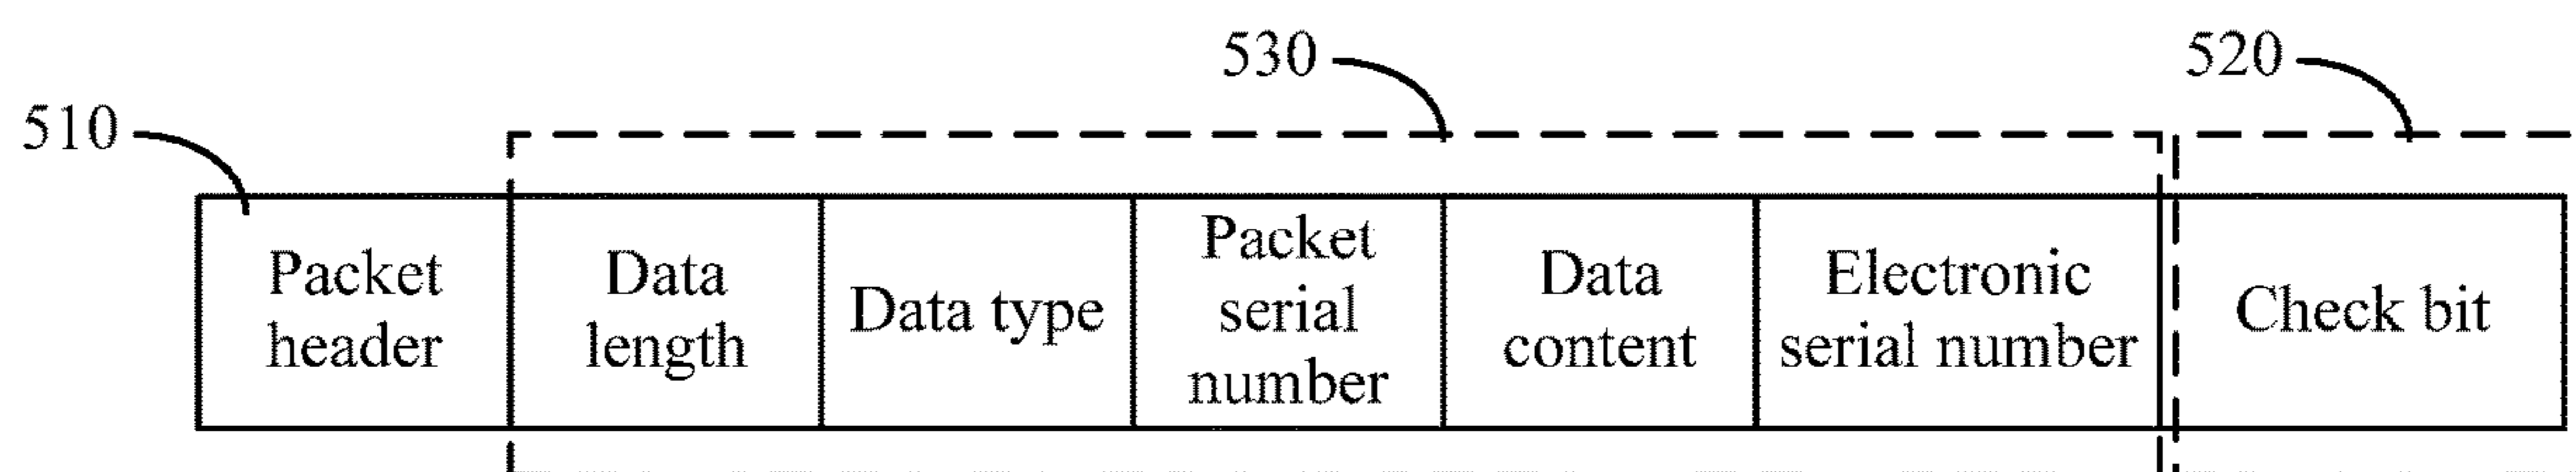 530
520
510
Packet
header
Data
length
Data type
Packet
serial
number
Data
content
Electronic
serial number
Check bit